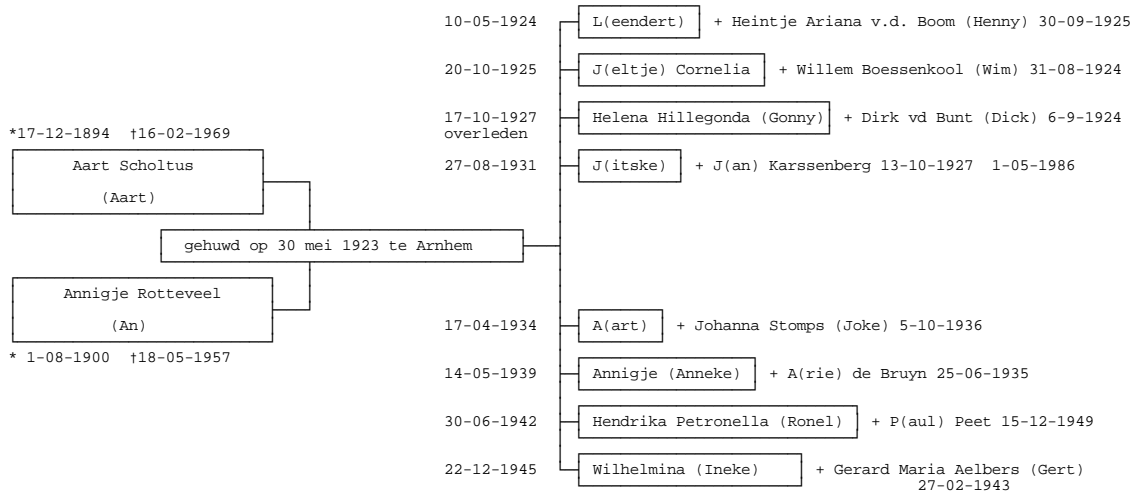 10-05-1924 L(eendert) + Heintje Ariana v.d. Boom (Henny) 30-09-1925
20-10-1925 J(eltje) Cornelia + Willem Boessenkool (Wim) 31-08-1924
17-10-1927 Helena Hillegonda (Gonny) + Dirk vd Bunt (Dick) 6-9-1924
overleden
*17-12-1894 †16-02-1969
Aart Scholtus
(Aart)
27-08-1931 J(itske) + J(an) Karssenberg 13-10-1927 1-05-1986
gehuwd op 30 mei 1923 te Arnhem
Annigje Rotteveel
(An)
* 1-08-1900 †18-05-1957
17-04-1934 A(art) + Johanna Stomps (Joke) 5-10-1936
14-05-1939 Annigje (Anneke) + A(rie) de Bruyn 25-06-1935
30-06-1942 Hendrika Petronella (Ronel) + P(aul) Peet 15-12-1949
22-12-1945 Wilhelmina (Ineke) + Gerard Maria Aelbers (Gert)
27-02-1943